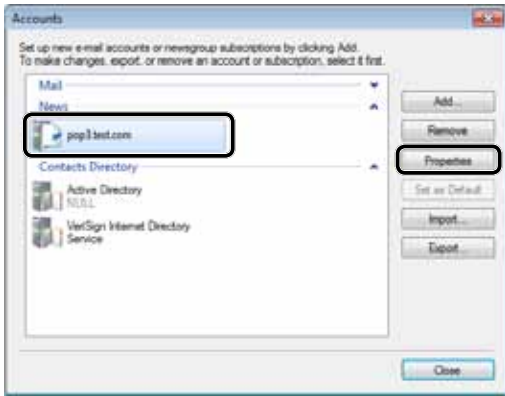 Accounts
Set up new e-mail accounts or newsgroup subscriptions by clicking Add.
To make changes, export, or remove an account or subscription, select it first.
Mail
News
pop3.test.com
Contacts Directory
Active Directory
NULL
VeriSign Internet Directory
Service
Add...
Remove
Properties
Set as Default
Import...
Export...
Close